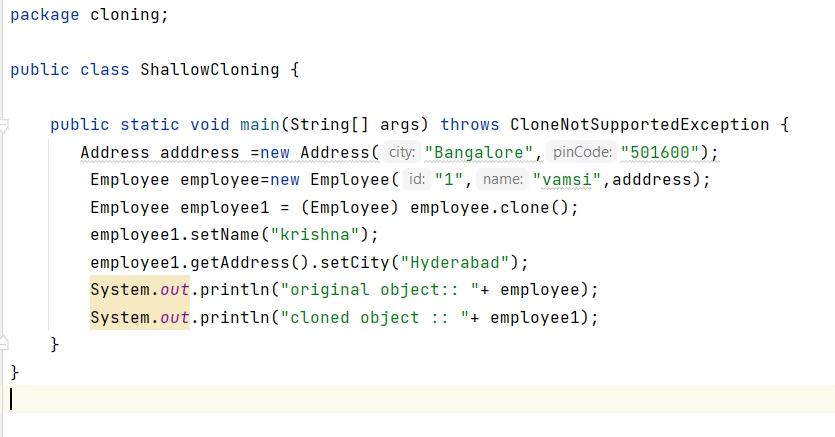 package cloning;
public class ShallowCloning {
public static void main(String[] args) throws CloneNotSupportedException {
Address adddress =new Address( city: "Bangalore", pinCode: "501600");
Employee employee=new Employee( id: "1", name: "vamsi",adddress);
Employee employee1 = (Employee) employee.clone();
employee1.setName("krishna");
employee1.getAddress().setCity("Hyderabad");
System.out.println("original object:: "+ employee);
System.out.println("cloned object :: "+ employee1);
}
}